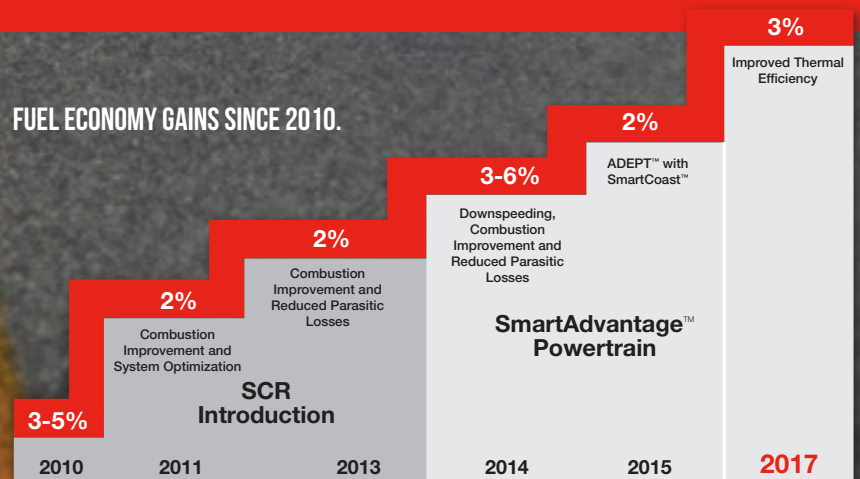 FUEL ECONOMY GAINS SINCE 2010.
3-5%
2%
Combustion
Improvement and
System Optimization
2%
Combustion
Improvement and
Reduced Parasitic
Losses
SCR
Introduction
3-6%
Downspeeding,
Combustion
Improvement and
Reduced Parasitic
Losses
2%
ADEPT™ with
SmartCoast™
SmartAdvantage™
Powertrain
3%
Improved Thermal
Efficiency
2010 2011 2013 2014 2015 2017